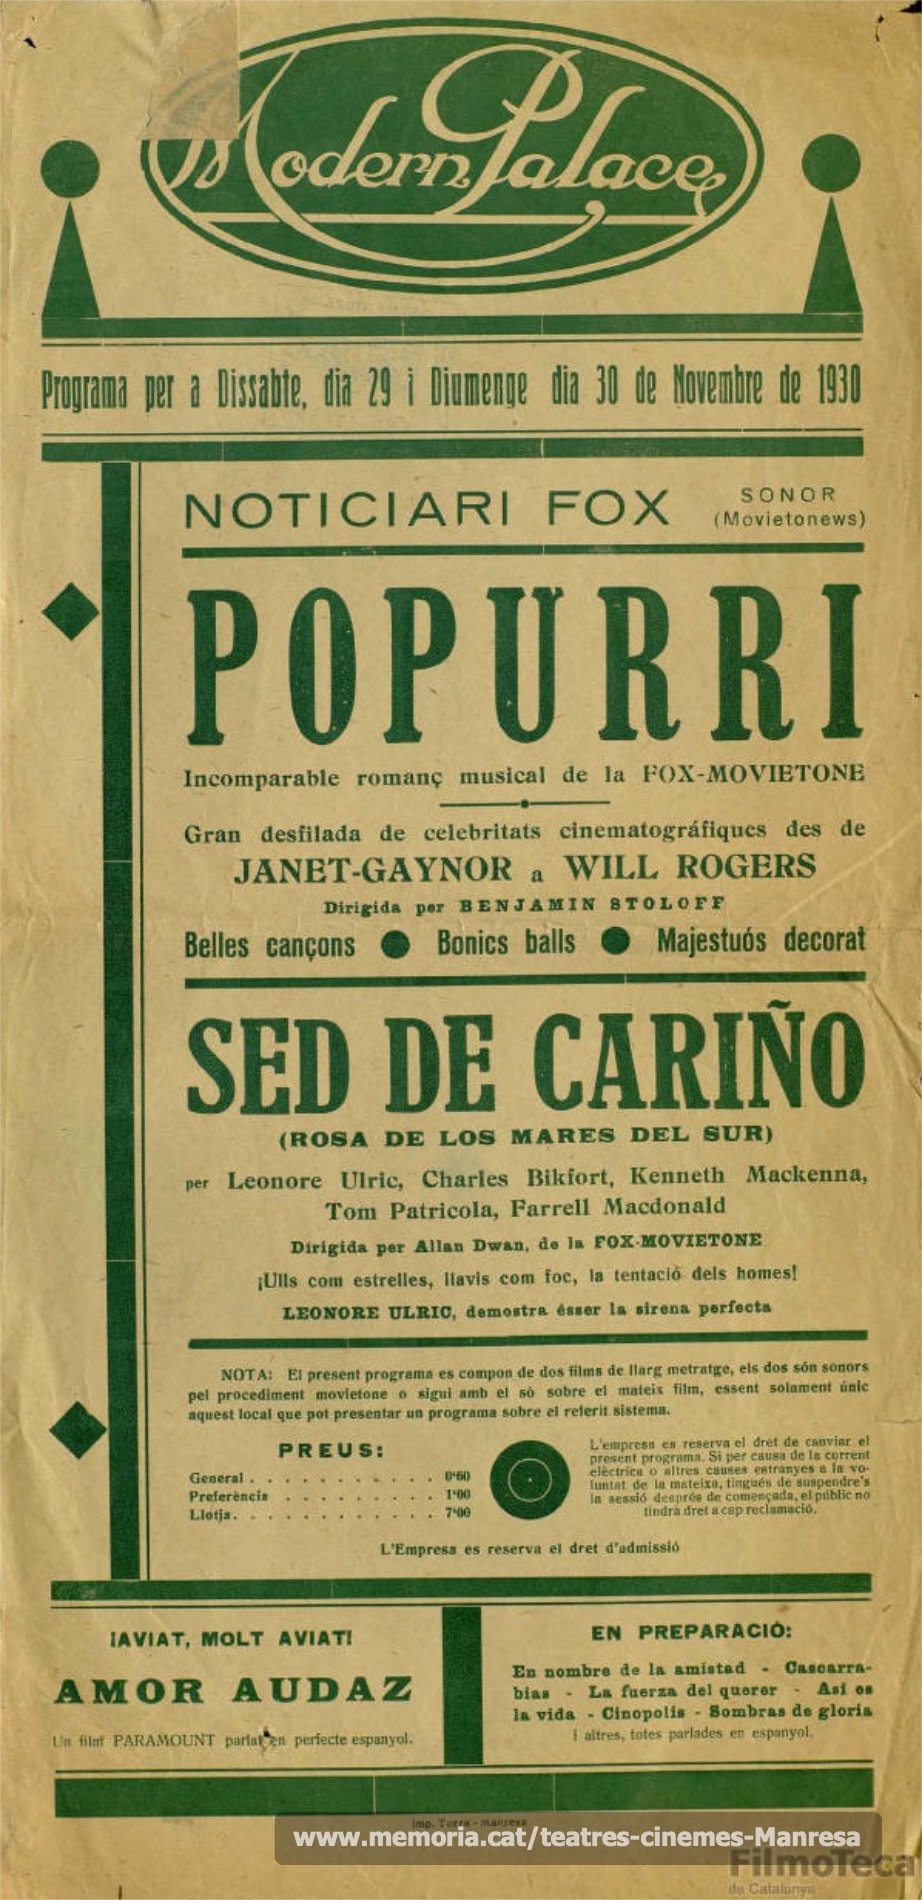 Modern Palace
Programa per a Dissabte, dia 29 i Diumenge dia 30 de Novembre de 1930
NOTICIARI FOX SONOR
(Movietonews)
POPURRI
Incomparable romanç musical de la FOX-MOVIETONE
Gran desfilada de celebritats cinematográfiques des de
JANET-GAYNOR a WILL ROGERS
Dirigida per BENJAMIN STOLOFF
Belles cançons ● Bonics balls ● Majestuós decorat
SED DE CARIÑO
(ROSA DE LOS MARES DEL SUR)
per Leonore Ulric, Charles Bikfort, Kenneth Mackenna,
Tom Patricola, Farrell Macdonald
Dirigida per Allan Dwan, de la FOX-MOVIETONE
¡Ulls com estrelles, llavis com foc, la tentació dels homes!
LEONORE ULRIC, demostra ésser la sirena perfecta
NOTA: El present programa es compon de dos films de llarg metratge, els dos són sonors
pel procediment movietone o sigui amb el só sobre el mateix film, essent solament únic
aquest local que pot presentar un programa sobre el referit sistema.
PREUS:
General . . . . . . . . . . 0'60
Preferència . . . . . . . . . 1'00
Llotja. . . . . . . . . . . . 7'00
L'empresa es reserva el dret de canviar el
present programa. Si per causa de la corrent
elèctrica o altres causes estranyes a la vo-
luntat de la mateixa, tingués de suspendre's
la sessió després de començada, el públic no
tindrà dret a cap reclamació.
L'Empresa es reserva el dret d'admissió
¡AVIAT, MOLT AVIAT!
AMOR AUDAZ
Un film PARAMOUNT parlat en perfecte espanyol.
EN PREPARACIÓ:
En nombre de la amistad - Cascarra-
bias - La fuerza del querer - Asi es
la vida - Cinopolis - Sombras de gloria
i altres, totes parlades en espanyol.
Imp. Torra - Manresa
www.memoria.cat/teatres-cinemes-Manresa
FilmoTeca
de Catalunya